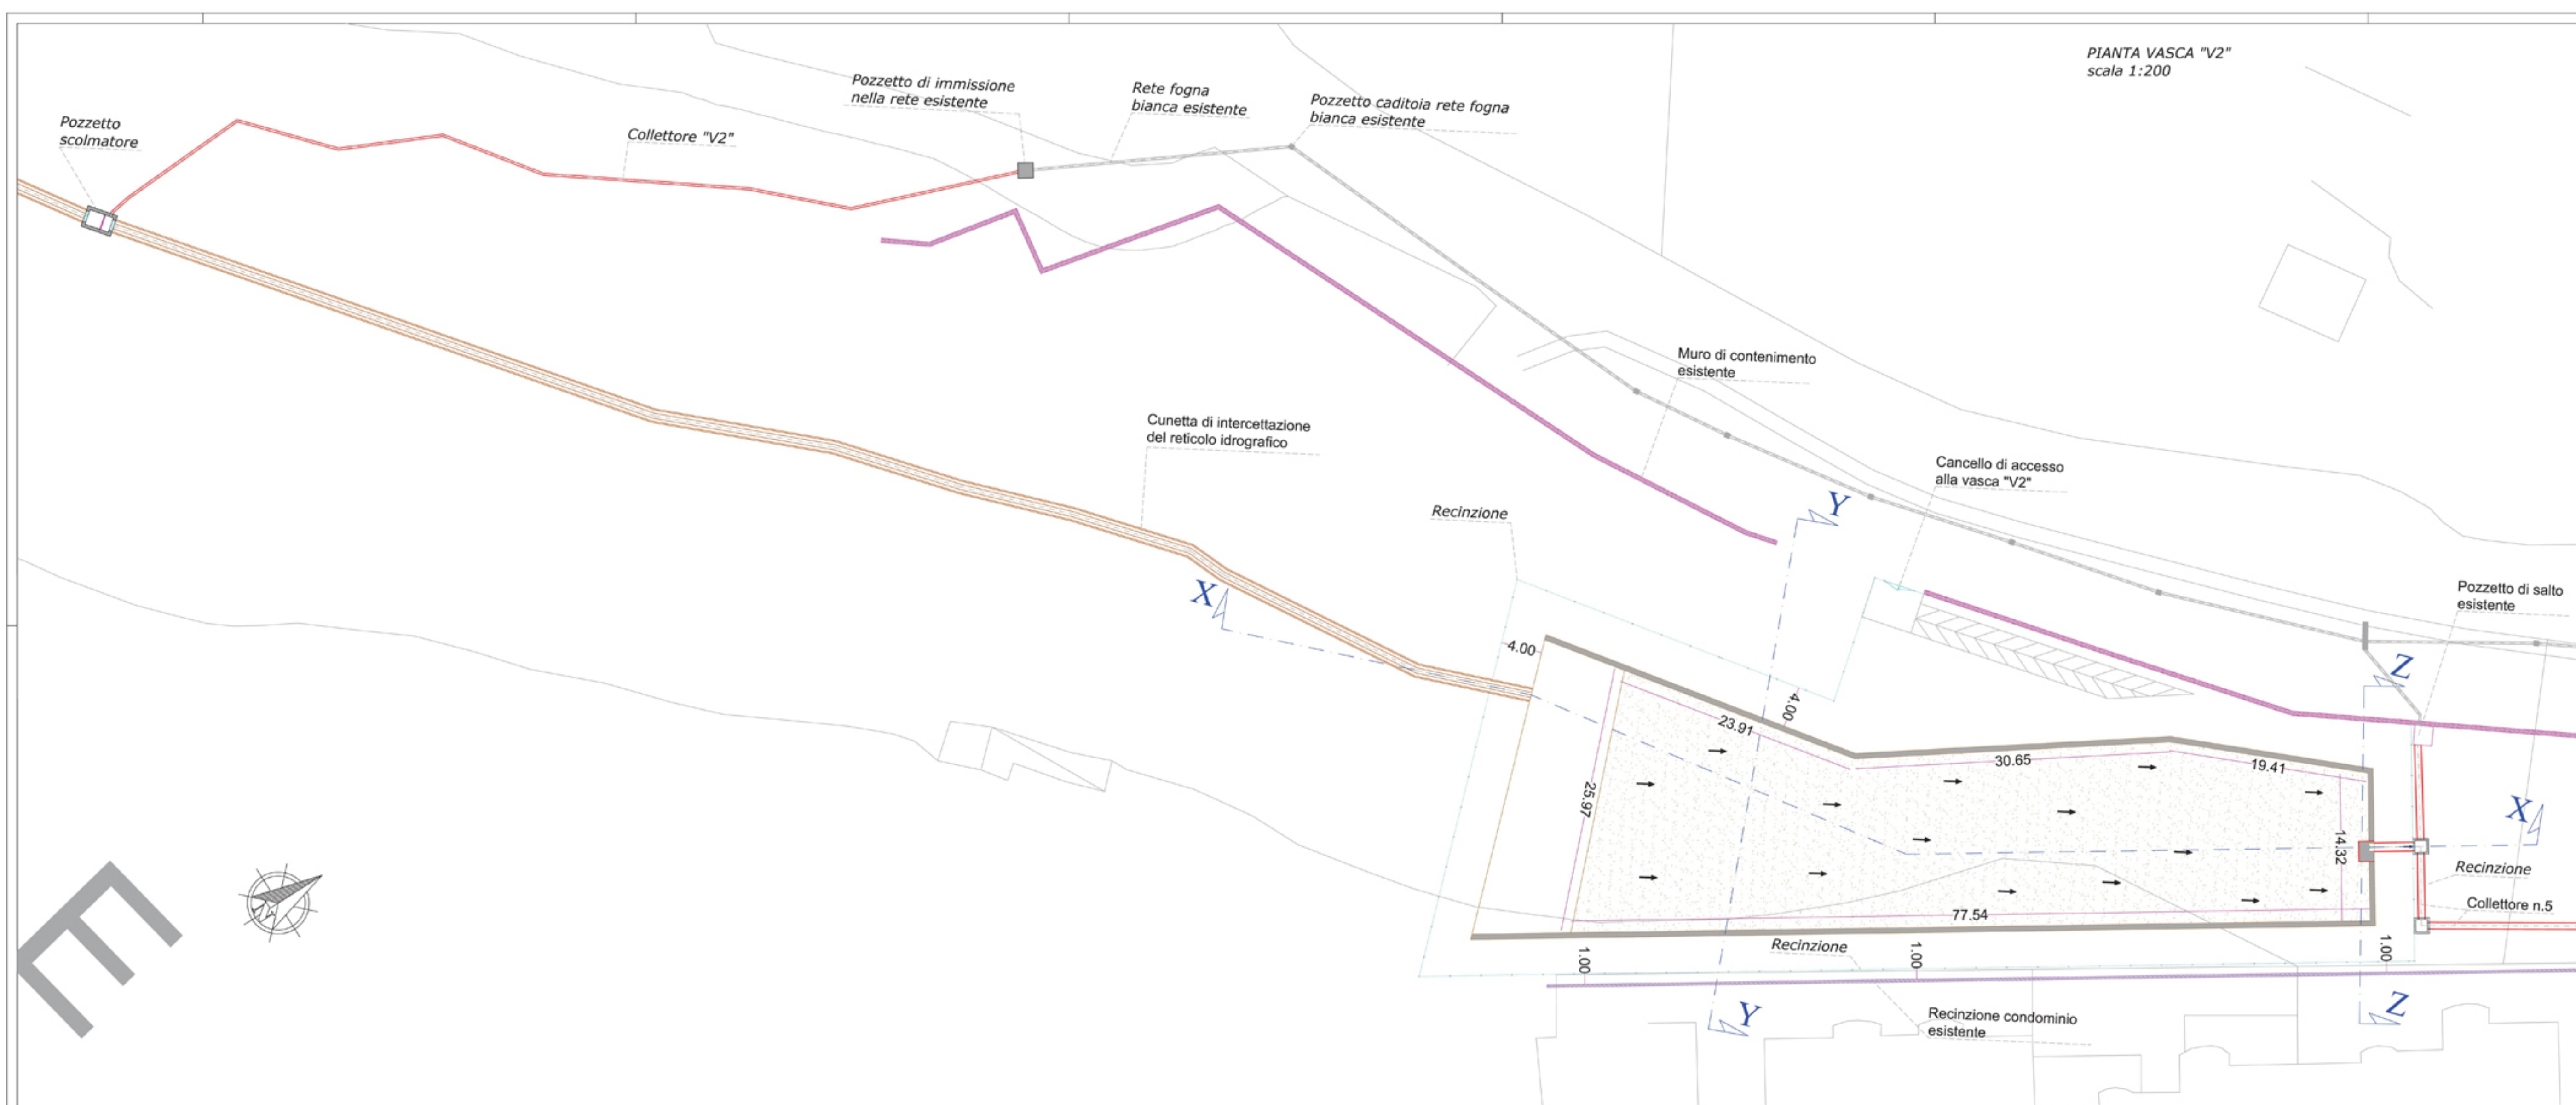 PIANTA VASCA "V2"
scala 1:200
Pozzetto
scolmatore
Collettore "V2"
Pozzetto di immissione
nella rete esistente
Rete fogna
bianca esistente
Pozzetto caditoia rete fogna
bianca esistente
Muro di contenimento
esistente
Cunetta di intercettazione
del reticolo idrografico
Cancello di accesso
alla vasca "V2"
Recinzione
Y
X
Pozzetto di salto
esistente
4.00
Z
4.00
23.91
30.65
19.41
25.97
14.32
X
Recinzione
Collettore n.5
77.54
Recinzione
1.00
1.00
1.00
Y
Z
Recinzione condominio
esistente
E